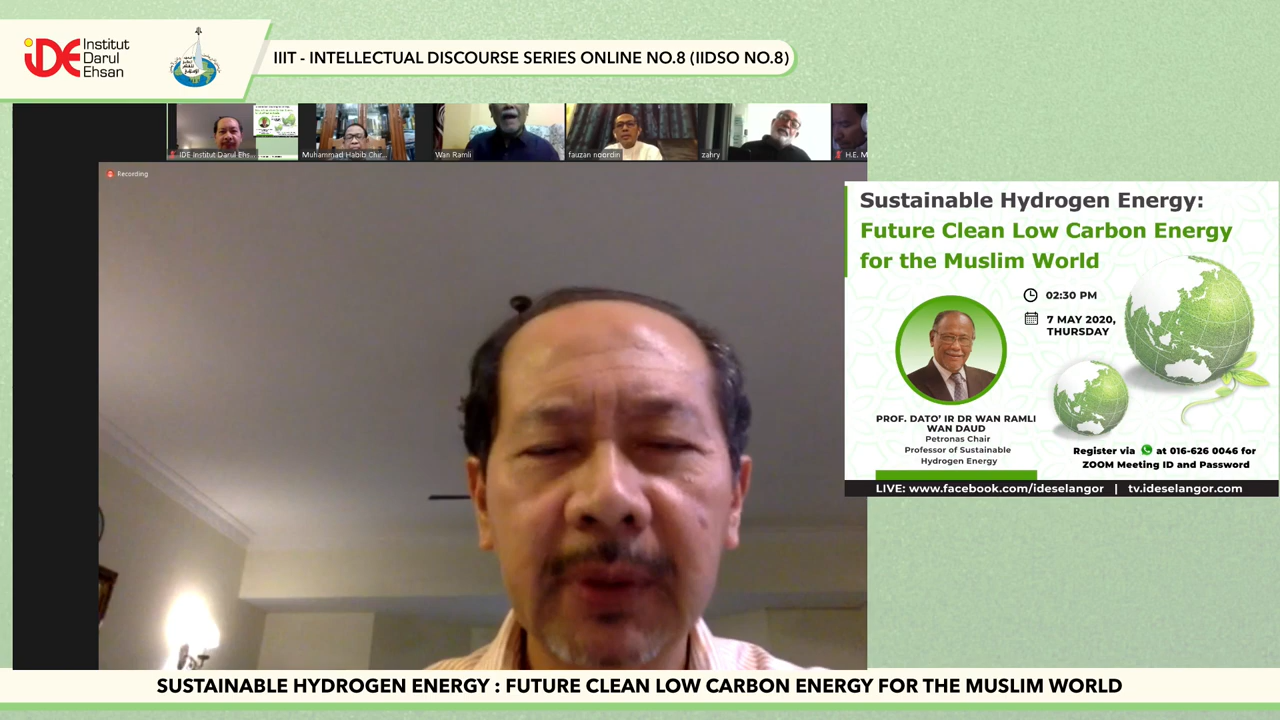 iDE Institut
Darul
Ehsan
IIIT - INTELLECTUAL DISCOURSE SERIES ONLINE NO.8 (IIDSO NO.8)
IDE Institut Darul Ehs...
Muhammad Habib Chir...
Wan Ramli
fauzan noordin
zahry
H.E. M
Recording
Sustainable Hydrogen Energy:
Future Clean Low Carbon Energy
for the Muslim World
02:30 PM
7 MAY 2020,
THURSDAY
PROF. DATO' IR DR WAN RAMLI
WAN DAUD
Petronas Chair
Professor of Sustainable
Hydrogen Energy
Register via at 016-626 0046 for
ZOOM Meeting ID and Password
LIVE: www.facebook.com/ideselangor | tv.ideselangor.com
SUSTAINABLE HYDROGEN ENERGY : FUTURE CLEAN LOW CARBON ENERGY FOR THE MUSLIM WORLD